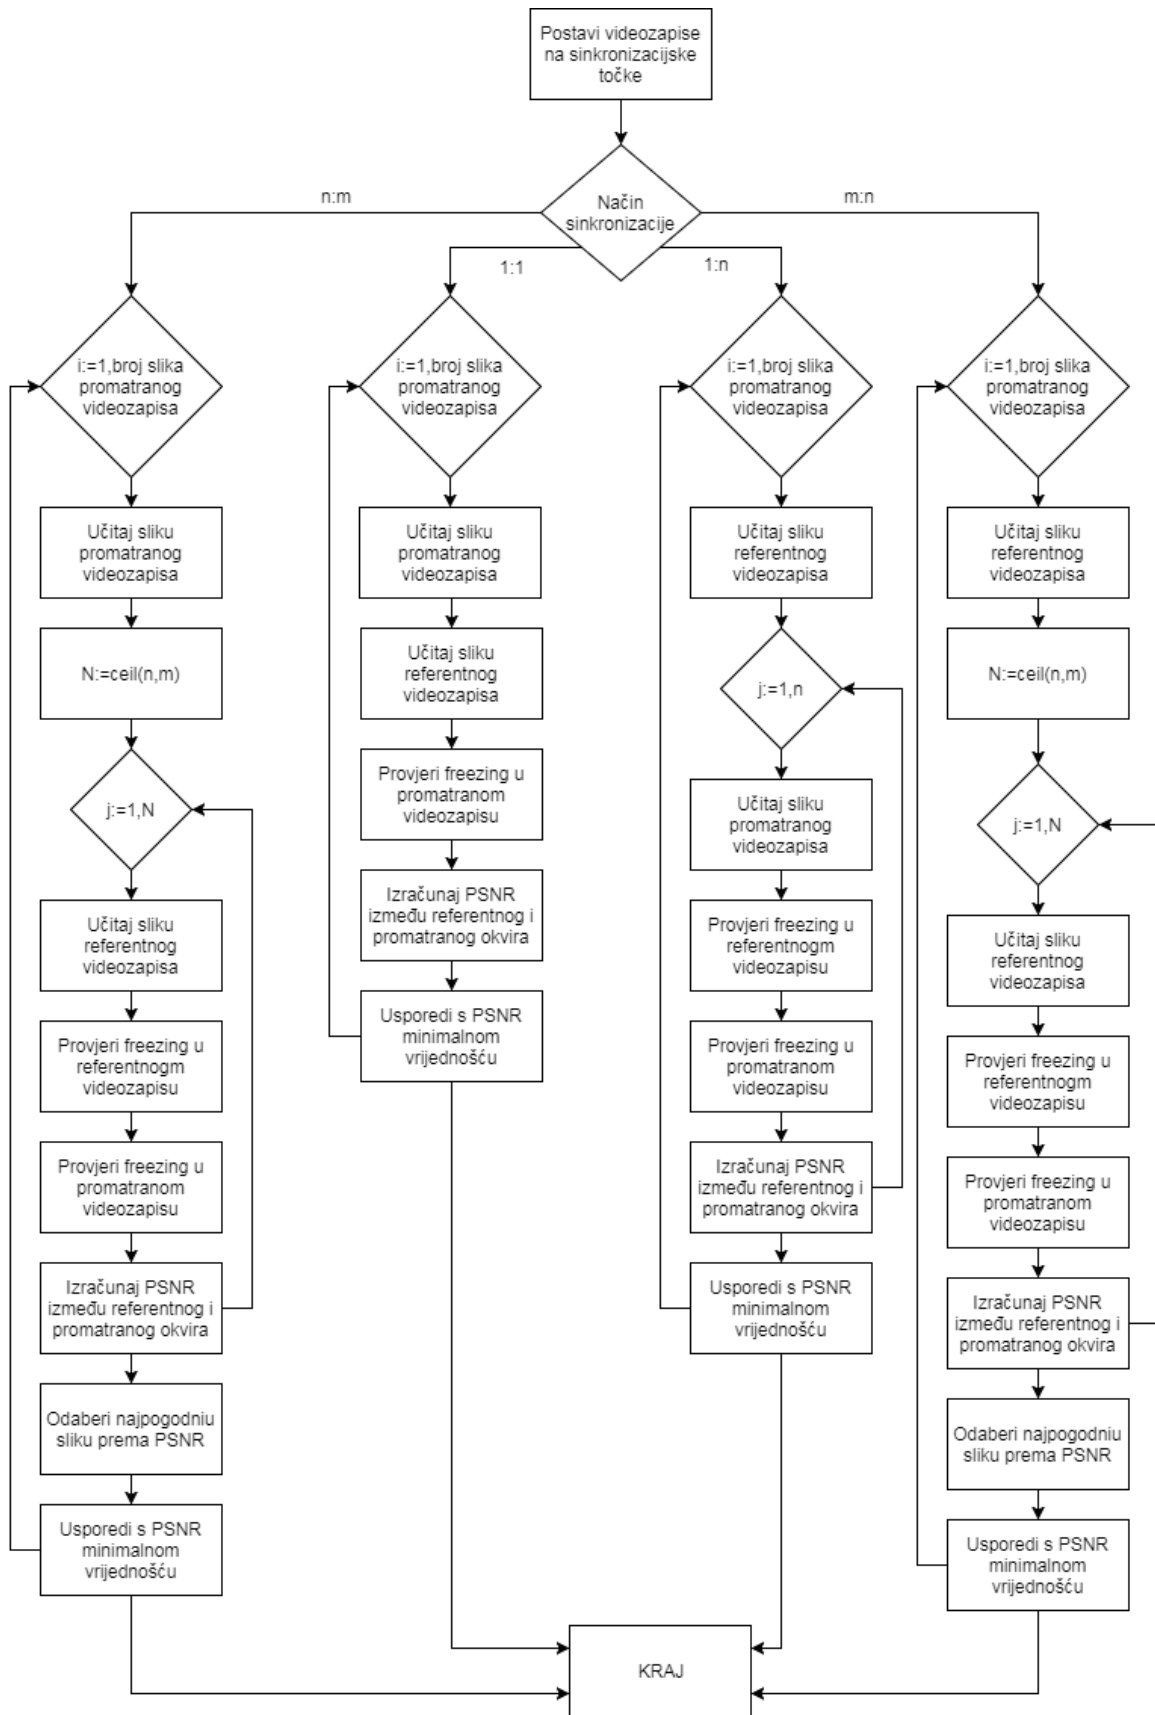 Postavi videozapise
na sinkronizacijske
točke
Način
sinkronizacije
n:m
1:1
1:n
m:n
i:=1,broj slika
promatranog
videozapisa
Učitaj sliku
promatranog
videozapisa
N:=ceil(n,m)
j:=1,N
Učitaj sliku
referentnog
videozapisa
Provjeri freezing u
referentnogm
videozapisu
Provjeri freezing u
promatranom
videozapisu
Izračunaj PSNR
između referentnog i
promatranog okvira
Odaberi najpogodniu
sliku prema PSNR
Usporedi s PSNR
minimalnom
vrijednošću
i:=1,broj slika
promatranog
videozapisa
Učitaj sliku
promatranog
videozapisa
Učitaj sliku
referentnog
videozapisa
Provjeri freezing u
promatranom
videozapisu
Izračunaj PSNR
između referentnog i
promatranog okvira
Usporedi s PSNR
minimalnom
vrijednošću
i:=1,broj slika
promatranog
videozapisa
Učitaj sliku
referentnog
videozapisa
j:=1,n
Učitaj sliku
promatranog
videozapisa
Provjeri freezing u
referentnogm
videozapisu
Provjeri freezing u
promatranom
videozapisu
Izračunaj PSNR
između referentnog i
promatranog okvira
Usporedi s PSNR
minimalnom
vrijednošću
i:=1,broj slika
promatranog
videozapisa
Učitaj sliku
referentnog
videozapisa
N:=ceil(n,m)
j:=1,N
Učitaj sliku
referentnog
videozapisa
Provjeri freezing u
referentnogm
videozapisu
Provjeri freezing u
promatranom
videozapisu
Izračunaj PSNR
između referentnog i
promatranog okvira
Odaberi najpogodniu
sliku prema PSNR
Usporedi s PSNR
minimalnom
vrijednošću
KRAJ